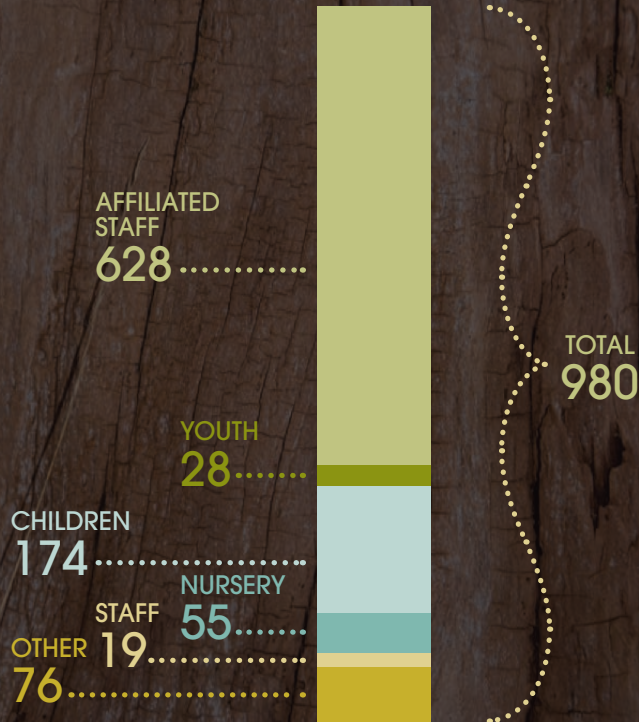 AFFILIATED
STAFF
628
TOTAL
980
YOUTH
28
CHILDREN
174
NURSERY
55
STAFF
19
OTHER
76